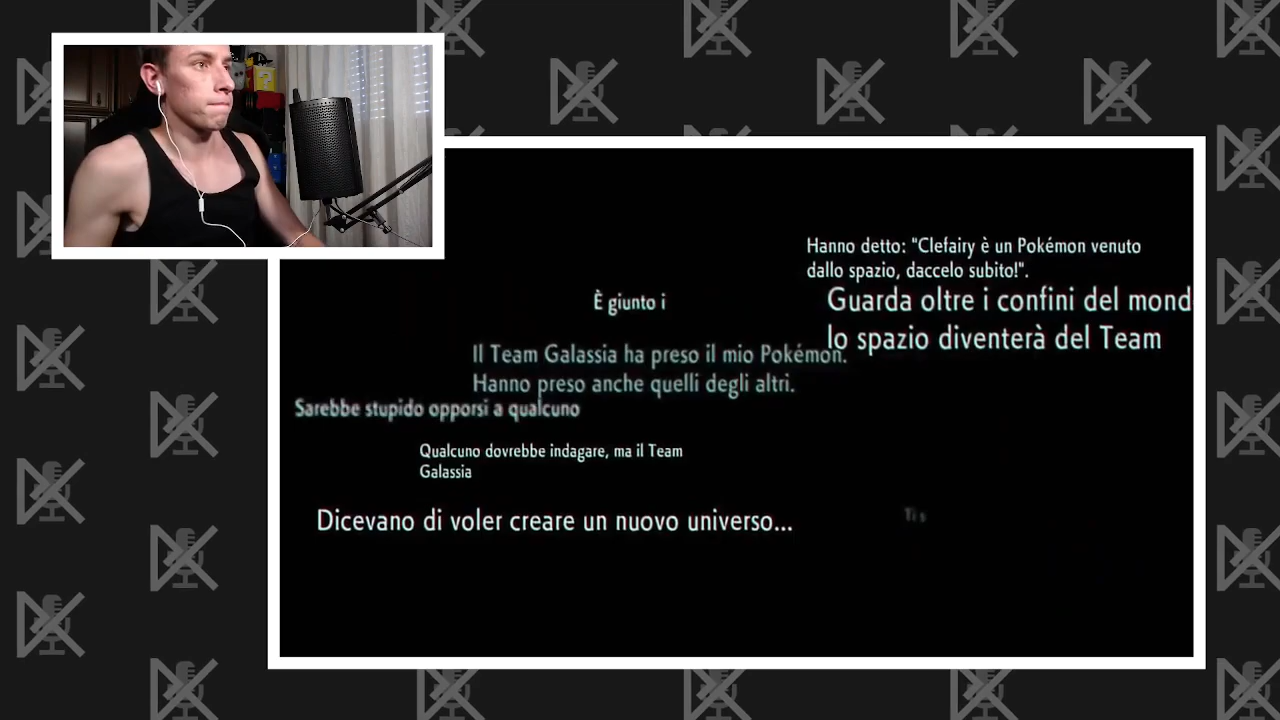 Hanno detto: "Clefairy è un Pokémon venuto
dallo spazio, daccelo subito!".
Guarda oltre i confini del mond
lo spazio diventerà del Team
È giunto i
Il Team Galassia ha preso il mio Pokémon.
Hanno preso anche quelli degli altri.
Sarebbe stupido opporsi a qualcuno
Qualcuno dovrebbe indagare, ma il Team
Galassia
Dicevano di voler creare un nuovo universo...